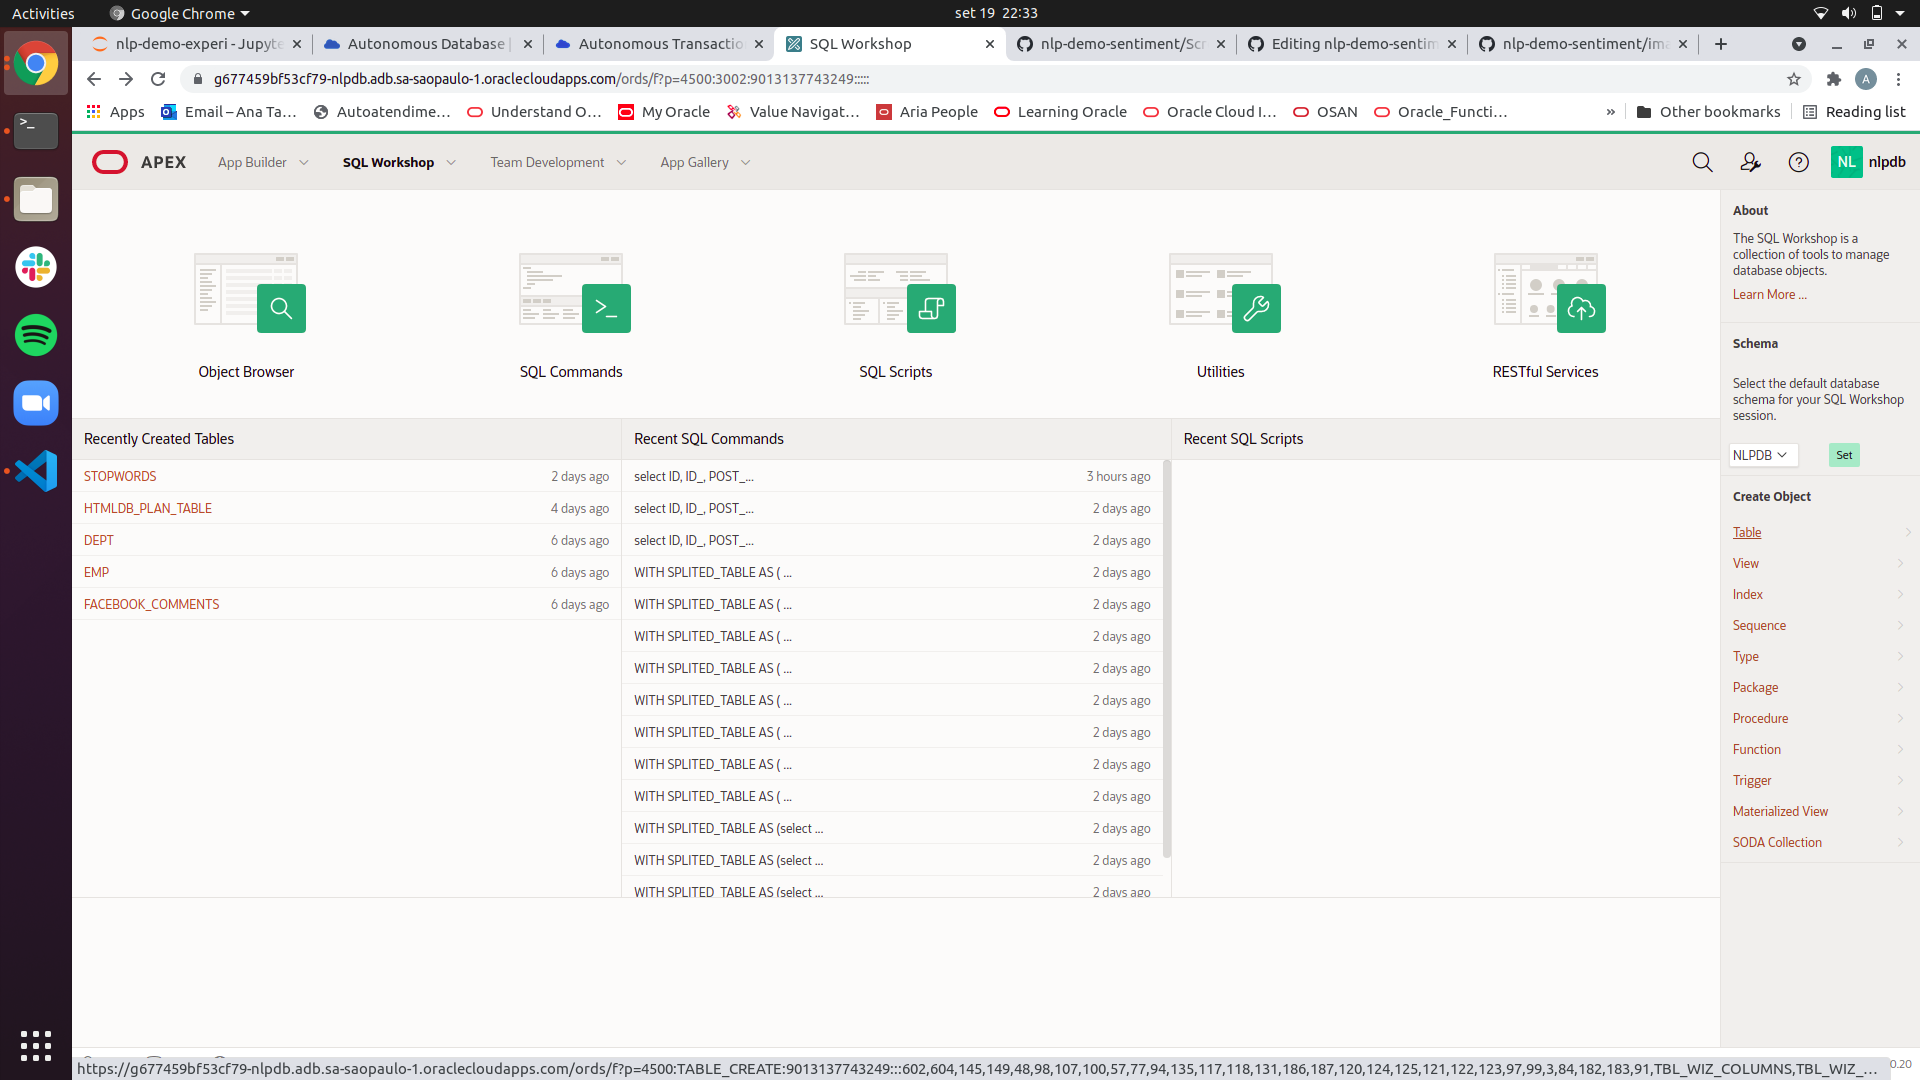 Activities
Google Chrome
set 19 22:33
nlp-demo-experi - Jupyte
Autonomous Database |
Autonomous Transactio
SQL Workshop
nlp-demo-sentiment/Scr
Editing nlp-demo-sentim
nlp-demo-sentiment/ima
g677459bf53cf79-nlpdb.adb.sa-saopaulo-1.oraclecloudapps.com/ords/f?p=4500:3002:9013137743249:::::
A
Apps
Email – Ana Ta…
Autoatendime…
Understand O…
My Oracle
Value Navigat…
Aria People
Learning Oracle
Oracle Cloud I…
OSAN
Oracle_Functi…
»
Other bookmarks
Reading list
APEX
App Builder
SQL Workshop
Team Development
App Gallery
NL
nlpdb
Object Browser
SQL Commands
SQL Scripts
Utilities
RESTful Services
About
The SQL Workshop is a
collection of tools to manage
database objects.
Learn More ...
Schema
Select the default database
schema for your SQL Workshop
session.
NLPDB
Set
Create Object
Table
View
Index
Sequence
Type
Package
Procedure
Function
Trigger
Materialized View
SODA Collection
Recently Created Tables
STOPWORDS 2 days ago
HTMLDB_PLAN_TABLE 4 days ago
DEPT 6 days ago
EMP 6 days ago
FACEBOOK_COMMENTS 6 days ago
Recent SQL Commands
select ID, ID_, POST_... 3 hours ago
select ID, ID_, POST_... 2 days ago
select ID, ID_, POST_... 2 days ago
WITH SPLITED_TABLE AS ( ... 2 days ago
WITH SPLITED_TABLE AS ( ... 2 days ago
WITH SPLITED_TABLE AS ( ... 2 days ago
WITH SPLITED_TABLE AS ( ... 2 days ago
WITH SPLITED_TABLE AS ( ... 2 days ago
WITH SPLITED_TABLE AS ( ... 2 days ago
WITH SPLITED_TABLE AS ( ... 2 days ago
WITH SPLITED_TABLE AS ( ... 2 days ago
WITH SPLITED_TABLE AS (select ... 2 days ago
WITH SPLITED_TABLE AS (select ... 2 days ago
WITH SPLITED_TABLE AS (select ... 2 days ago
Recent SQL Scripts
https://g677459bf53cf79-nlpdb.adb.sa-saopaulo-1.oraclecloudapps.com/ords/f?p=4500:TABLE_CREATE:9013137743249:::602,604,145,149,48,98,107,100,57,77,94,135,117,118,131,186,187,120,124,125,121,122,123,97,99,3,84,182,183,91,TBL_WIZ_COLUMNS,TBL_WIZ_…
0.20